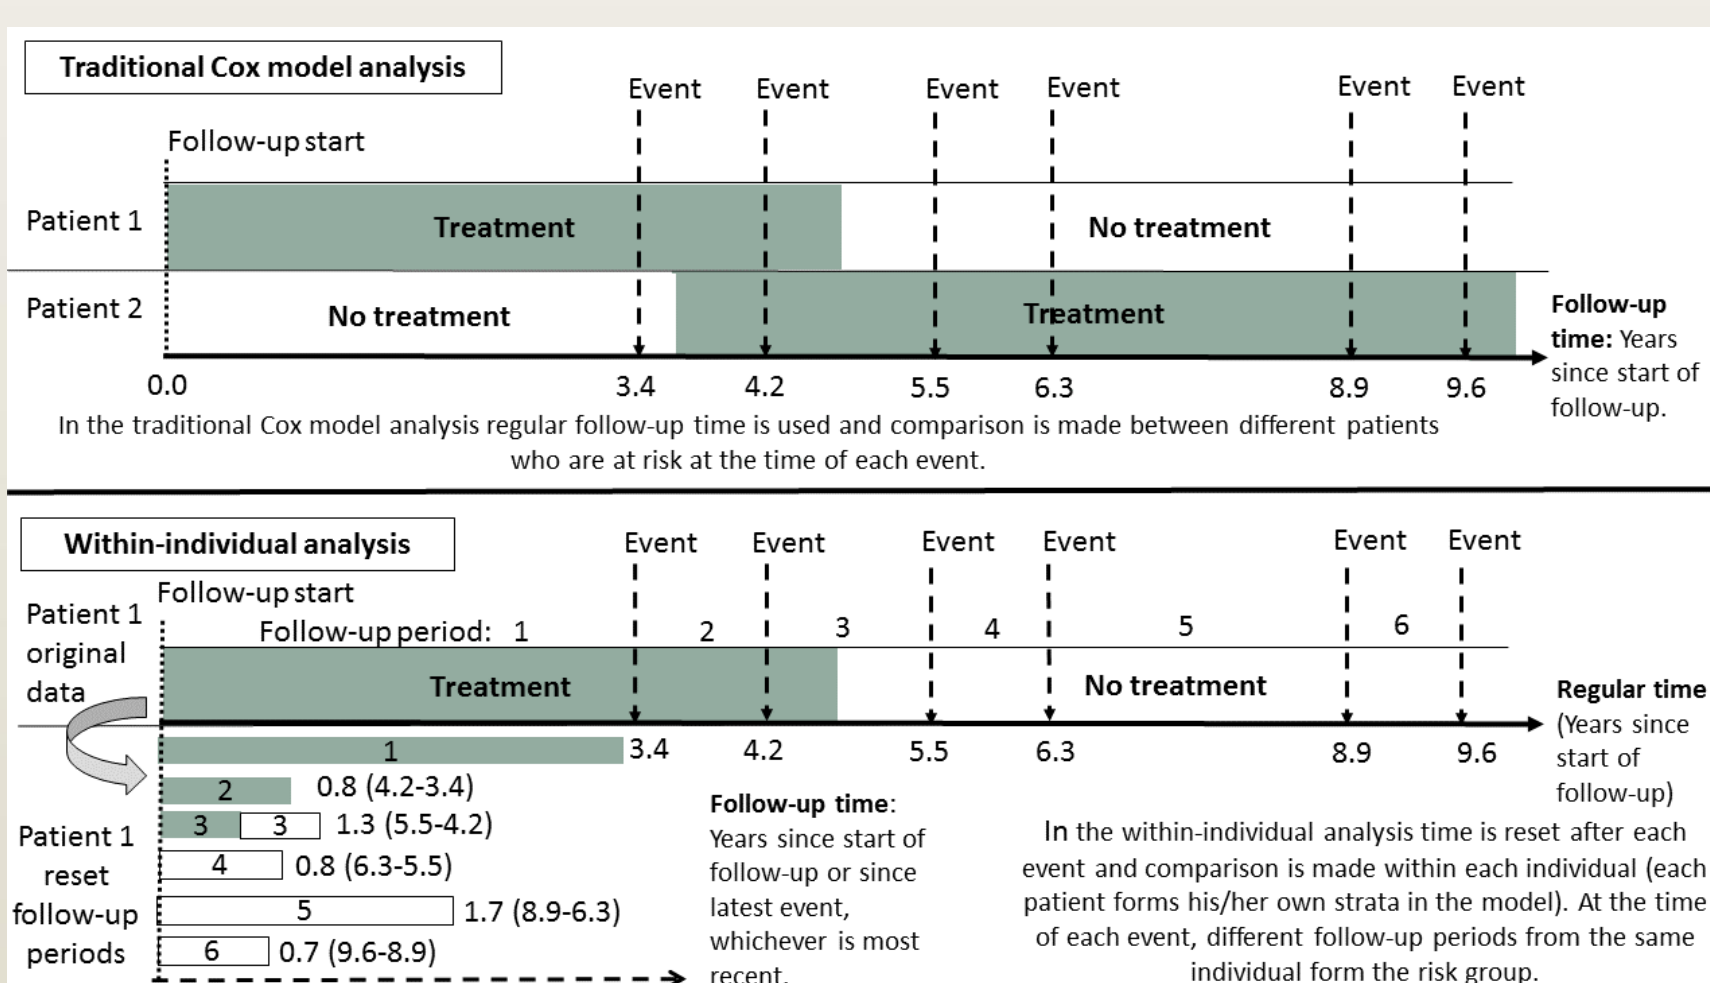 Traditional Cox model analysis
Event Event Event Event Event Event
Follow-up start
Patient 1
Treatment
No treatment
Patient 2
No treatment
Treatment
0.0 3.4 4.2 5.5 6.3 8.9 9.6
Follow-up
time: Years
since start of
follow-up.
In the traditional Cox model analysis regular follow-up time is used and comparison is made between different patients
who are at risk at the time of each event.
Within-individual analysis
Event Event Event Event Event Event
Follow-up start
Patient 1
original
data
Follow-up period: 1 2 3 4 5 6
Treatment
No treatment
Regular time
(Years since
start of
follow-up)
3.4 4.2 5.5 6.3 8.9 9.6
Patient 1
reset
follow-up
periods
1
2 0.8 (4.2-3.4)
3 3 1.3 (5.5-4.2)
4 0.8 (6.3-5.5)
5 1.7 (8.9-6.3)
6 0.7 (9.6-8.9)
Follow-up time:
Years since start of
follow-up or since
latest event,
whichever is most
recent.
In the within-individual analysis time is reset after each
event and comparison is made within each individual (each
patient forms his/her own strata in the model). At the time
of each event, different follow-up periods from the same
individual form the risk group.